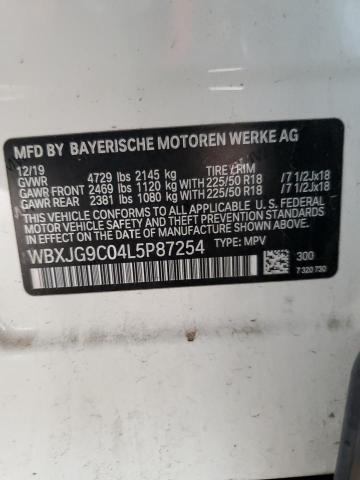 MFD BY BAYERISCHE MOTOREN WERKE AG
12/19
GVWR 4729 lbs 2145 kg TIRE/RIM
GAWR FRONT 2469 lbs 1120 kg WITH 225/50 R18 / 7 1/2Jx18
GAWR REAR 2381 lbs 1080 kg WITH 225/50 R18 / 7 1/2Jx18
THIS VEHICLE CONFORMS TO ALL APPLICABLE U.S. FEDERAL
MOTOR VEHICLE SAFETY, BUMPER, AND THEFT PREVENTION
STANDARDS IN EFFECT ON THE DATE OF MANUFACTURE SHOWN ABOVE.
WBXJG9C04L5P87254 TYPE: MPV
300
7 320 730